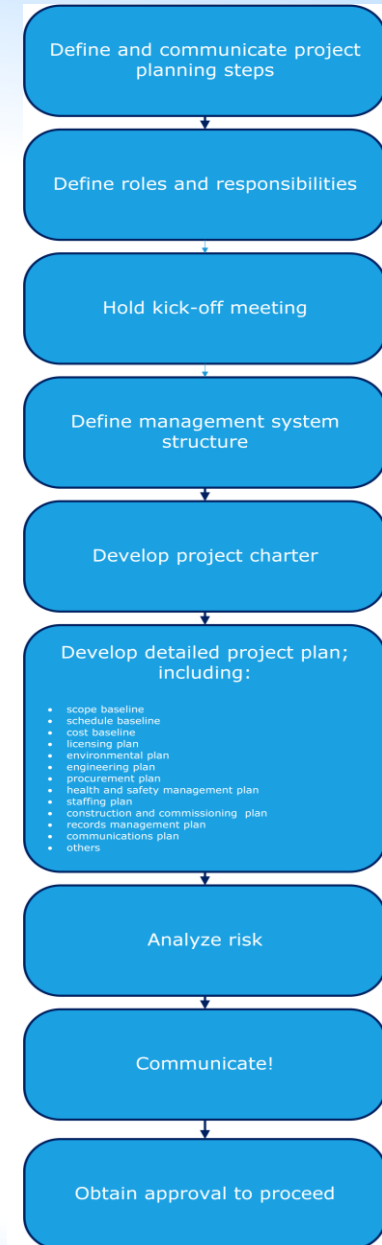 Define and communicate project
planning steps
Define roles and responsibilities
Hold kick-off meeting
Define management system
structure
Develop project charter
Develop detailed project plan;
including:
• scope baseline
• schedule baseline
• cost baseline
• licensing plan
• environmental plan
• engineering plan
• procurement plan
• health and safety management plan
• staffing plan
• construction and commissioning  plan
• records management plan
• communications plan
• others
Analyze risk
Communicate!
Obtain approval to proceed